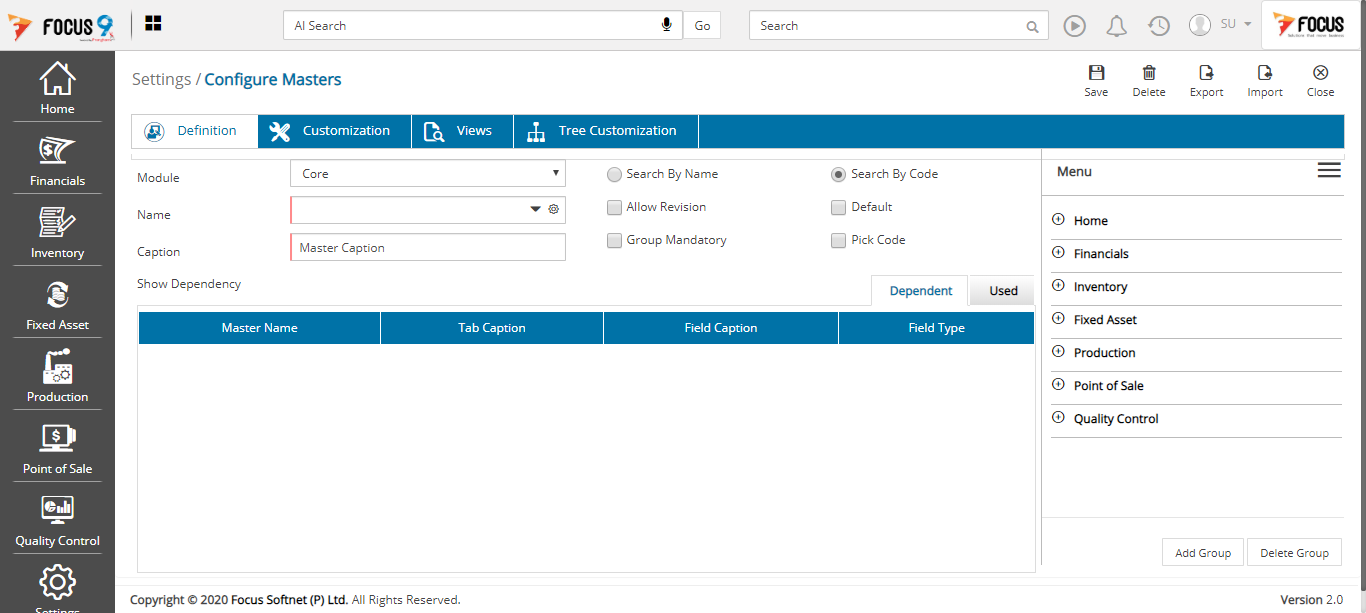 FOCUS 9
AI Search
Go
Search
SU
FOCUS
Home
Financials
Inventory
Fixed Asset
Production
Point of Sale
Quality Control
Settings
Settings / Configure Masters
Save
Delete
Export
Import
Close
Definition
Customization
Views
Tree Customization
Module
Core
Search By Name
Search By Code
Name
Allow Revision
Default
Caption
Master Caption
Group Mandatory
Pick Code
Show Dependency
Dependent
Used
Master Name
Tab Caption
Field Caption
Field Type
Menu
Home
Financials
Inventory
Fixed Asset
Production
Point of Sale
Quality Control
Add Group
Delete Group
Copyright © 2020 Focus Softnet (P) Ltd. All Rights Reserved.
Version 2.0